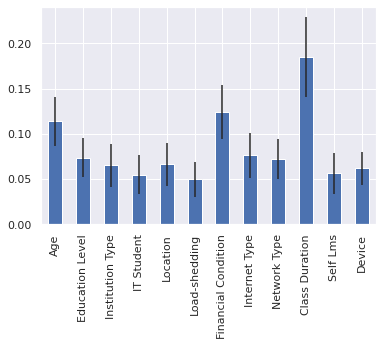 0.20
0.15
0.10
0.05
0.00
Age
Education Level
Institution Type
IT Student
Location
Load-shedding
Financial Condition
Internet Type
Network Type
Class Duration
Self Lms
Device